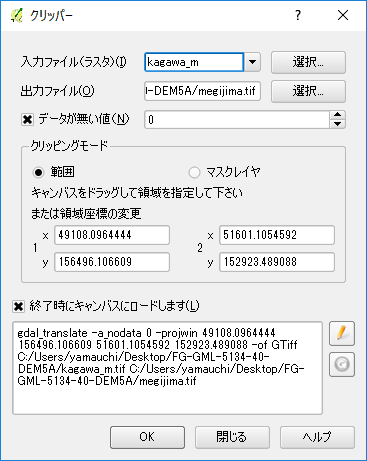 クリッパー
入力ファイル(ラスタ)(I)
kagawa_m
選択...
出力ファイル(O)
I-DEM5A/megijima.tif
選択...
データが無い値(N)
0
クリッピングモード
範囲
マスクレイヤ
キャンバスをドラッグして領域を指定して下さい
または領域座標の変更
1
x
49108.0964444
y
156496.106609
2
x
51601.1054592
y
152923.489088
終了時にキャンバスにロードします(L)
gdal_translate -a_nodata 0 -projwin 49108.0964444
156496.106609 51601.1054592 152923.489088 -of GTiff
C:/Users/yamauchi/Desktop/FG-GML-5134-40-
DEM5A/kagawa_m.tif C:/Users/yamauchi/Desktop/FG-
GML-5134-40-DEM5A/megijima.tif
OK
閉じる
ヘルプ